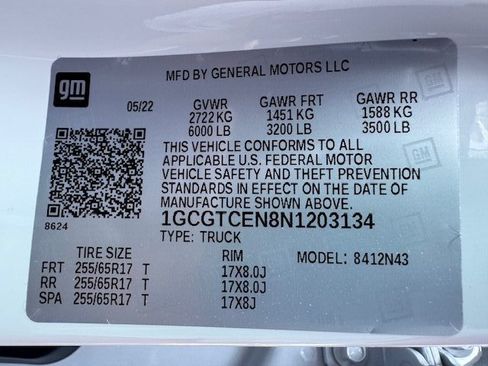 gm
MFD BY GENERAL MOTORS LLC
05/22 GVWR GAWR FRT GAWR RR
2722 KG 1451 KG 1588 KG
6000 LB 3200 LB 3500 LB
THIS VEHICLE CONFORMS TO ALL
APPLICABLE U.S. FEDERAL MOTOR
VEHICLE SAFETY AND THEFT PREVENTION
STANDARDS IN EFFECT ON THE DATE OF
MANUFACTURE SHOWN ABOVE.
8624 1GCGTCEN8N1203134
TYPE: TRUCK
TIRE SIZE RIM MODEL: 8412N43
FRT 255/65R17 T 17X8.0J
RR 255/65R17 T 17X8.0J
SPA 255/65R17 T 17X8J
GM
GM